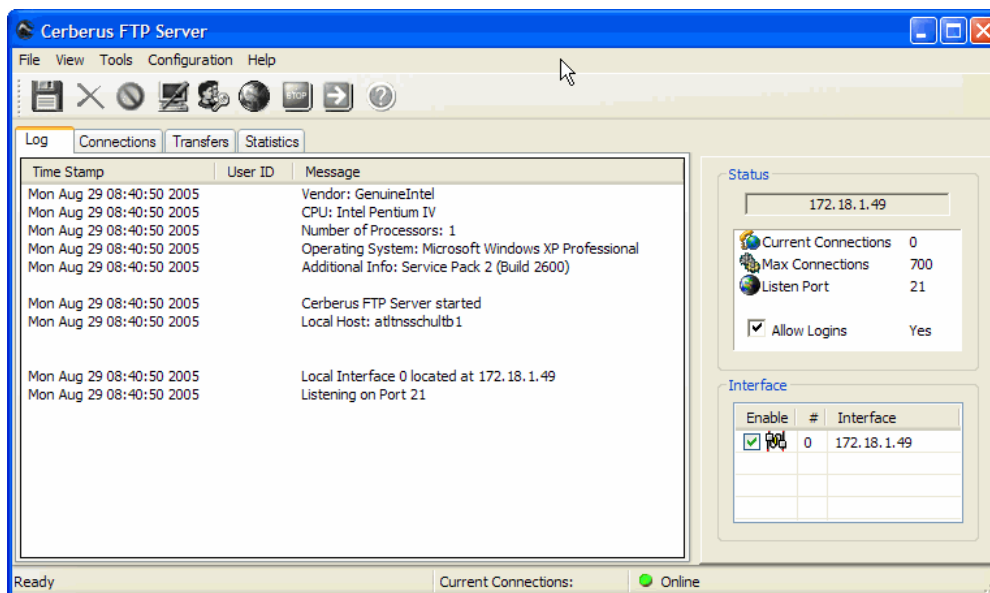 Cerberus FTP Server
File View Tools Configuration Help
STOP
Log Connections Transfers Statistics
Time Stamp User ID Message
Mon Aug 29 08:40:50 2005 Vendor: GenuineIntel
Mon Aug 29 08:40:50 2005 CPU: Intel Pentium IV
Mon Aug 29 08:40:50 2005 Number of Processors: 1
Mon Aug 29 08:40:50 2005 Operating System: Microsoft Windows XP Professional
Mon Aug 29 08:40:50 2005 Additional Info: Service Pack 2 (Build 2600)
Mon Aug 29 08:40:50 2005 Cerberus FTP Server started
Mon Aug 29 08:40:50 2005 Local Host: atltnsschultb1
Mon Aug 29 08:40:50 2005 Local Interface 0 located at 172.18.1.49
Mon Aug 29 08:40:50 2005 Listening on Port 21
Status
172.18.1.49
Current Connections 0
Max Connections 700
Listen Port 21
Allow Logins Yes
Interface
Enable # Interface
0 172.18.1.49
Ready Current Connections: Online